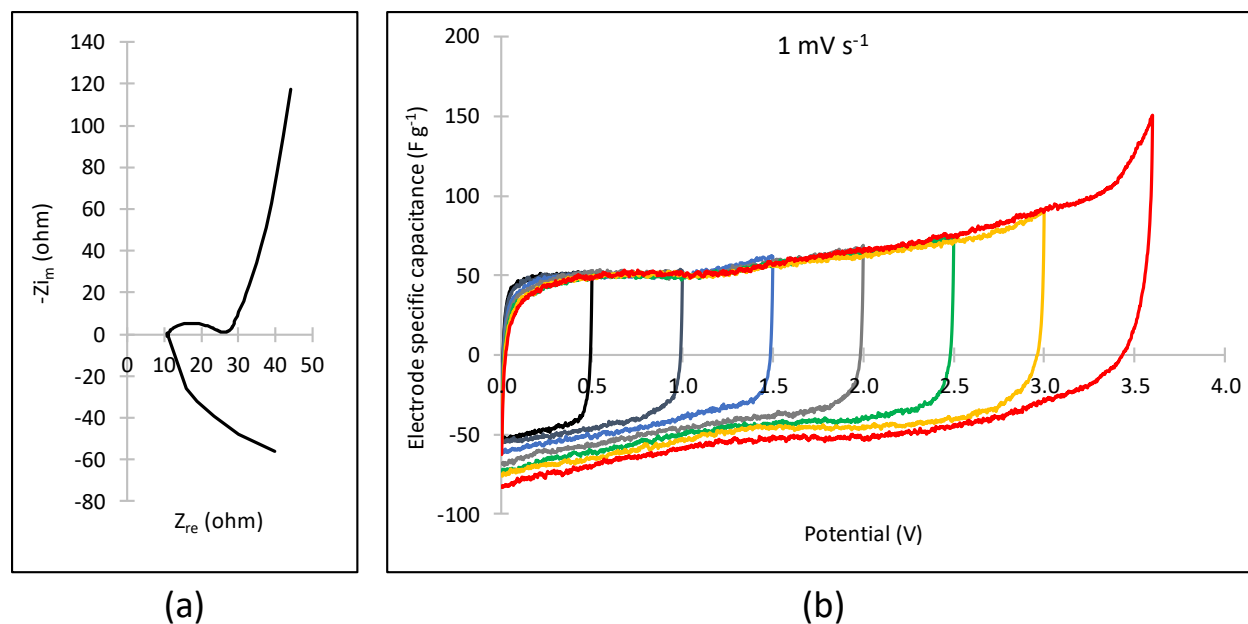 140
120
100
80
60
40
20
0
-20
-40
-60
-80
0 10 20 30 40 50
-Zim (ohm)
Zre (ohm)
(a)
1 mV s-1
200
150
100
50
0
-50
-100
0.0 0.5 1.0 1.5 2.0 2.5 3.0 3.5 4.0
Electrode specific capacitance (F g-1)
Potential (V)
(b)